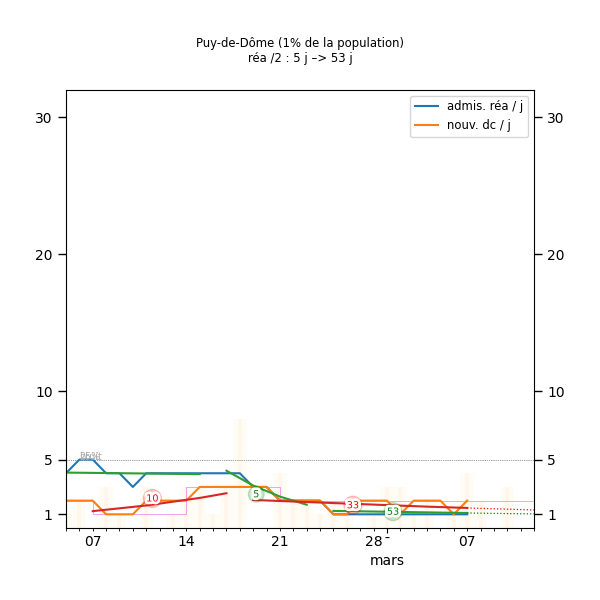 Puy-de-Dôme (1% de la population)
réa /2 : 5 j –> 53 j
admis. réa / j
nouv. dc / j
30 30
20 20
10 10
5 5
1 1
10
5
33
53
07 14 21 28 07
mars